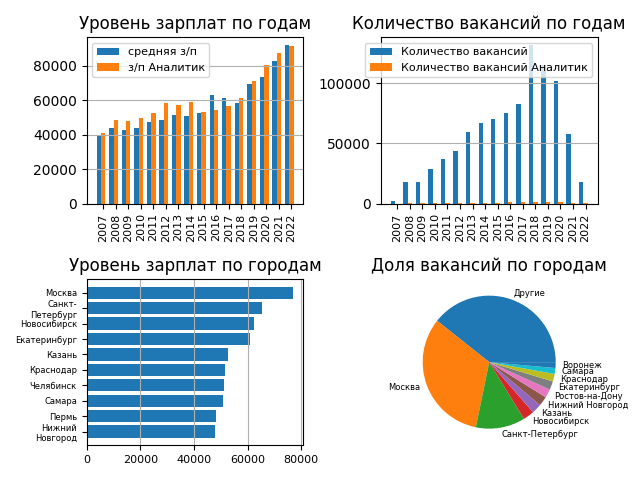 Уровень зарплат по годам
средняя з/п
з/п Аналитик
80000
60000
40000
20000
0
2007 2008 2009 2010 2011 2012 2013 2014 2015 2016 2017 2018 2019 2020 2021 2022
Количество вакансий по годам
Количество вакансий
Количество вакансий Аналитик
100000
50000
0
2007 2008 2009 2010 2011 2012 2013 2014 2015 2016 2017 2018 2019 2020 2021 2022
Уровень зарплат по городам
Москва
Санкт-
Петербург
Новосибирск
Екатеринбург
Казань
Краснодар
Челябинск
Самара
Пермь
Нижний
Новгород
0 20000 40000 60000 80000
Доля вакансий по городам
Другие
Москва
Санкт-Петербург
Новосибирск
Казань
Нижний Новгород
Ростов-на-Дону
Екатеринбург
Краснодар
Самара
Воронеж